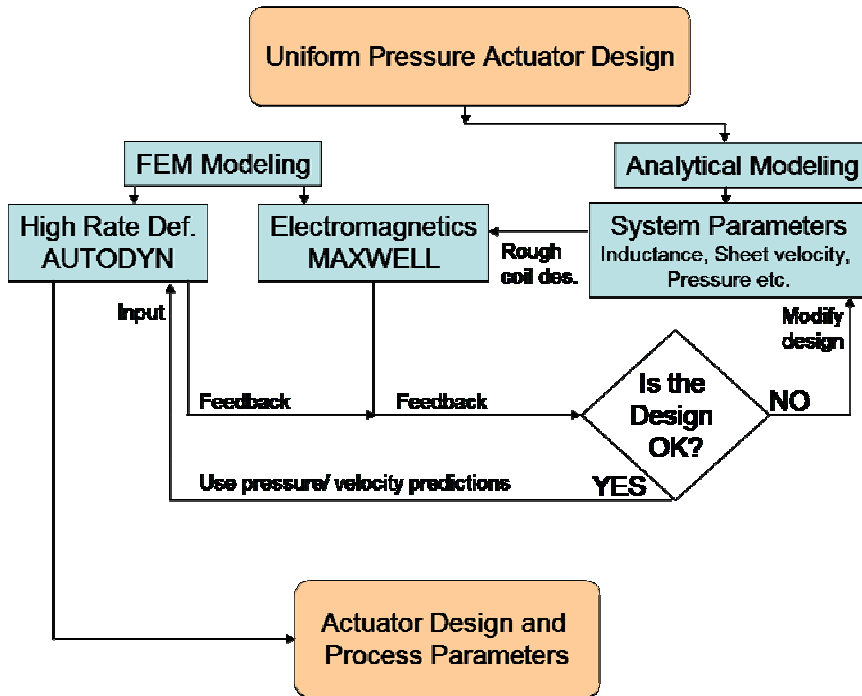 Uniform Pressure Actuator Design
FEM Modeling
Analytical Modeling
High Rate Def.
AUTODYN
Electromagnetics
MAXWELL
System Parameters
Inductance, Sheet velocity,
Pressure etc.
Rough
coil des.
Input
Modify
design
Is the
Design
OK?
NO
Feedback
Feedback
Use pressure/ velocity predictions
YES
Actuator Design and
Process Parameters